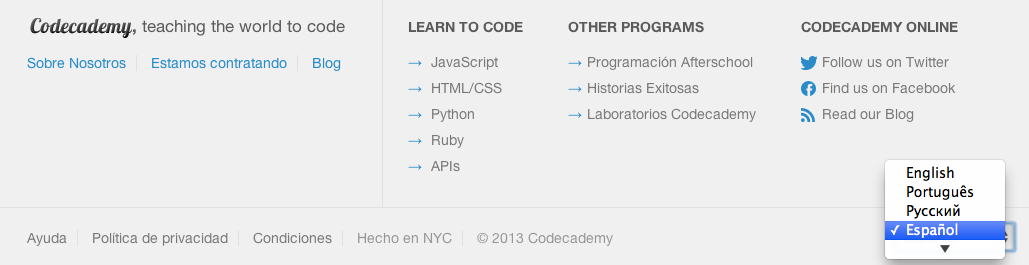 Codecademy, teaching the world to code
Sobre Nosotros
Estamos contratando
Blog
LEARN TO CODE
→ JavaScript
→ HTML/CSS
→ Python
→ Ruby
→ APIs
OTHER PROGRAMS
→ Programación Afterschool
→ Historias Exitosas
→ Laboratorios Codecademy
CODECADEMY ONLINE
Follow us on Twitter
Find us on Facebook
Read our Blog
English
Português
Русский
✓ Español
▼
Ayuda
Política de privacidad
Condiciones
Hecho en NYC
© 2013 Codecademy